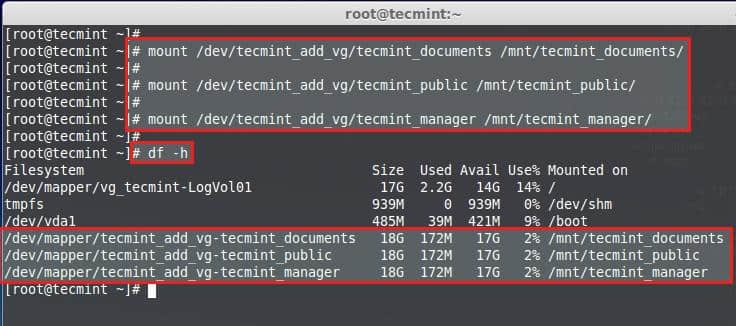 root@tecmint:~
[root@tecmint ~]#
[root@tecmint ~]# mount /dev/tecmint_add_vg/tecmint_documents /mnt/tecmint_documents/
[root@tecmint ~]#
[root@tecmint ~]# mount /dev/tecmint_add_vg/tecmint_public /mnt/tecmint_public/
[root@tecmint ~]#
[root@tecmint ~]# mount /dev/tecmint_add_vg/tecmint_manager /mnt/tecmint_manager/
[root@tecmint ~]#
[root@tecmint ~]# df -h
Filesystem Size Used Avail Use% Mounted on
/dev/mapper/vg_tecmint-LogVol01 17G 2.2G 14G 14% /
tmpfs 939M 0 939M 0% /dev/shm
/dev/vda1 485M 39M 421M 9% /boot
/dev/mapper/tecmint_add_vg-tecmint_documents 18G 172M 17G 2% /mnt/tecmint_documents
/dev/mapper/tecmint_add_vg-tecmint_public 18G 172M 17G 2% /mnt/tecmint_public
/dev/mapper/tecmint_add_vg-tecmint_manager 18G 172M 17G 2% /mnt/tecmint_manager
[root@tecmint ~]#